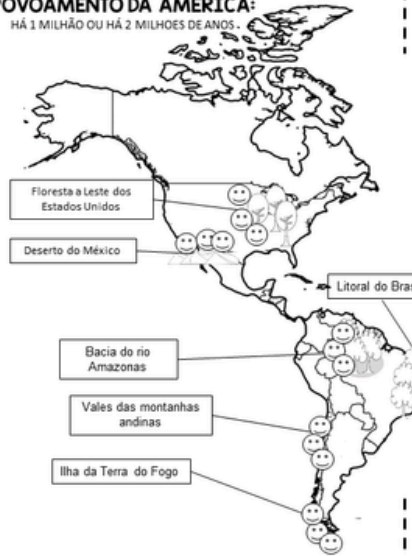 POVOAMENTO DA AMÉRICA:
HÁ 1 MILHÃO OU HÁ 2 MILHOES DE ANOS.
Floresta a Leste dos
Estados Unidos
Deserto do México
Litoral do Bras
Bacia do rio
Amazonas
Vales das montanhas
andinas
Ilha da Terra do Fogo